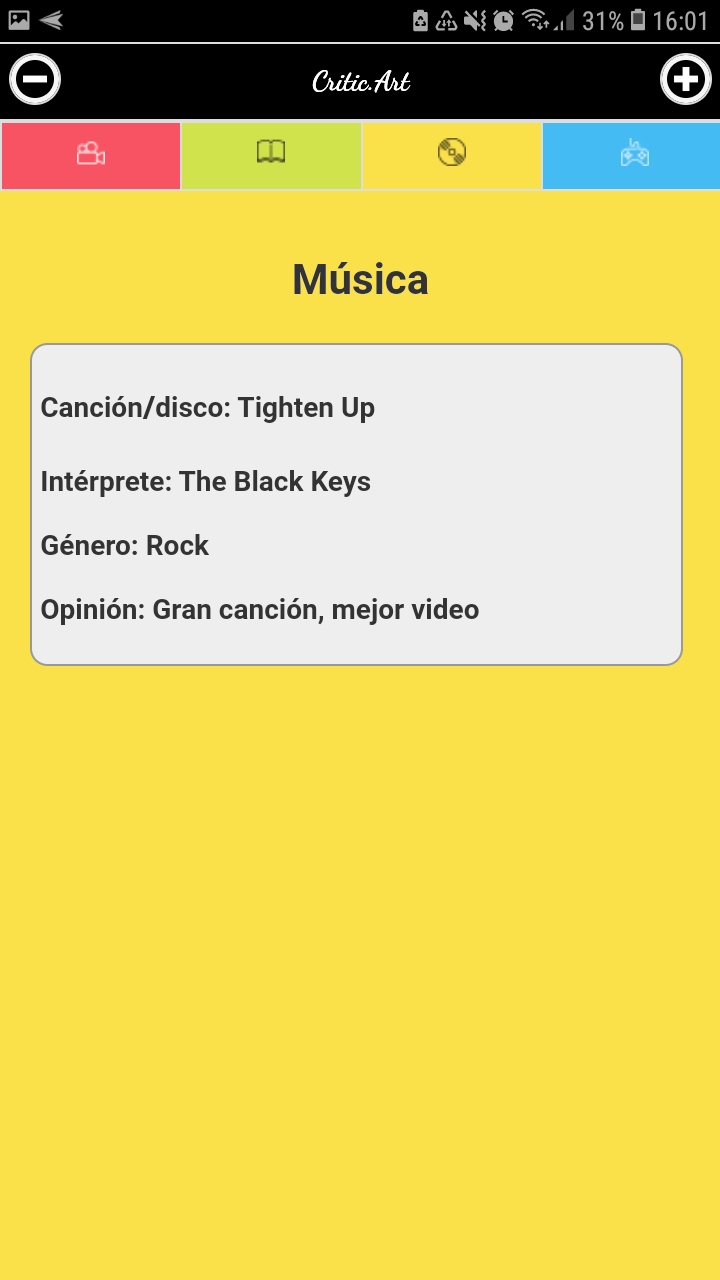 31% 16:01
Critic.Art
Música
Canción/disco: Tighten Up
Intérprete: The Black Keys
Género: Rock
Opinión: Gran canción, mejor video